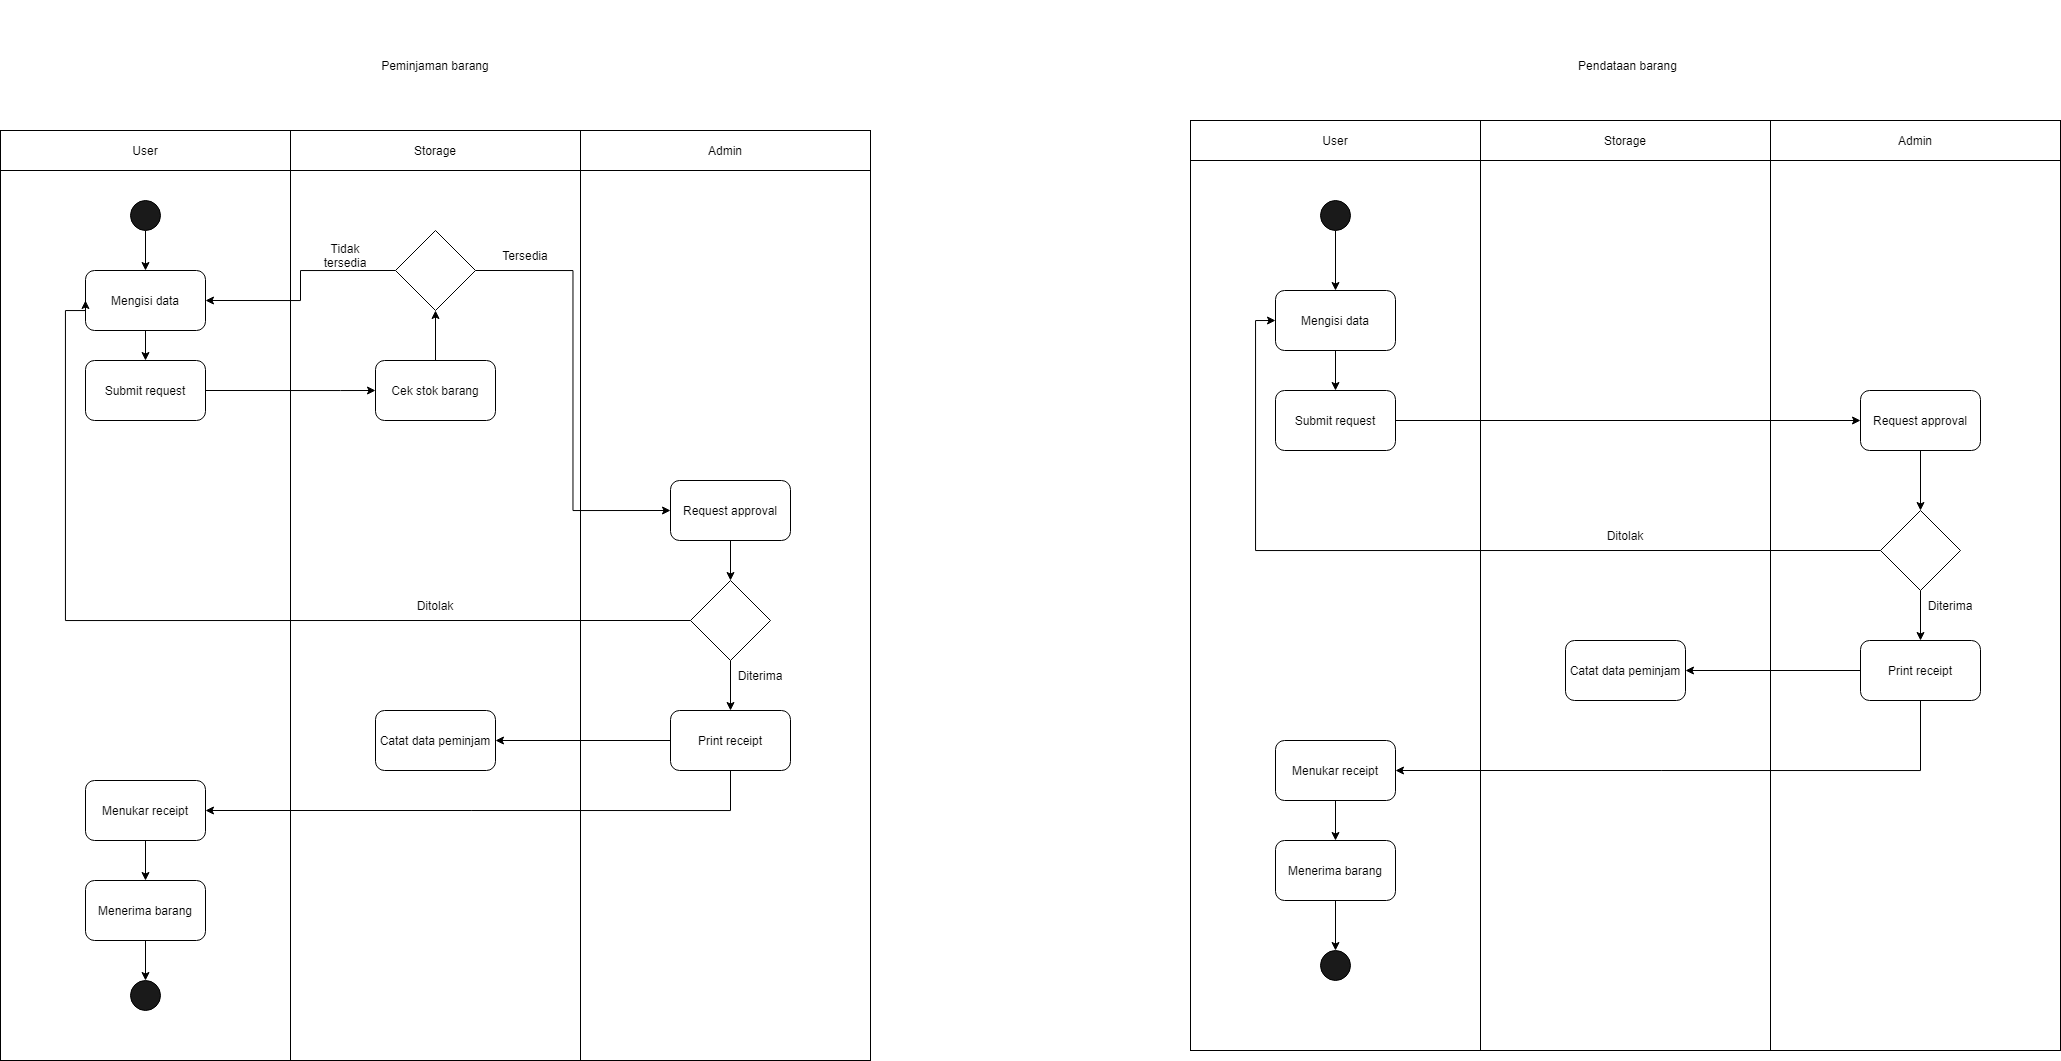 Peminjaman barang
User
Storage
Admin
Tidak
tersedia
Tersedia
Mengisi data
Submit request
Cek stok barang
Request approval
Ditolak
Diterima
Catat data peminjam
Print receipt
Menukar receipt
Menerima barang
Pendataan barang
User
Storage
Admin
Mengisi data
Submit request
Request approval
Ditolak
Diterima
Catat data peminjam
Print receipt
Menukar receipt
Menerima barang